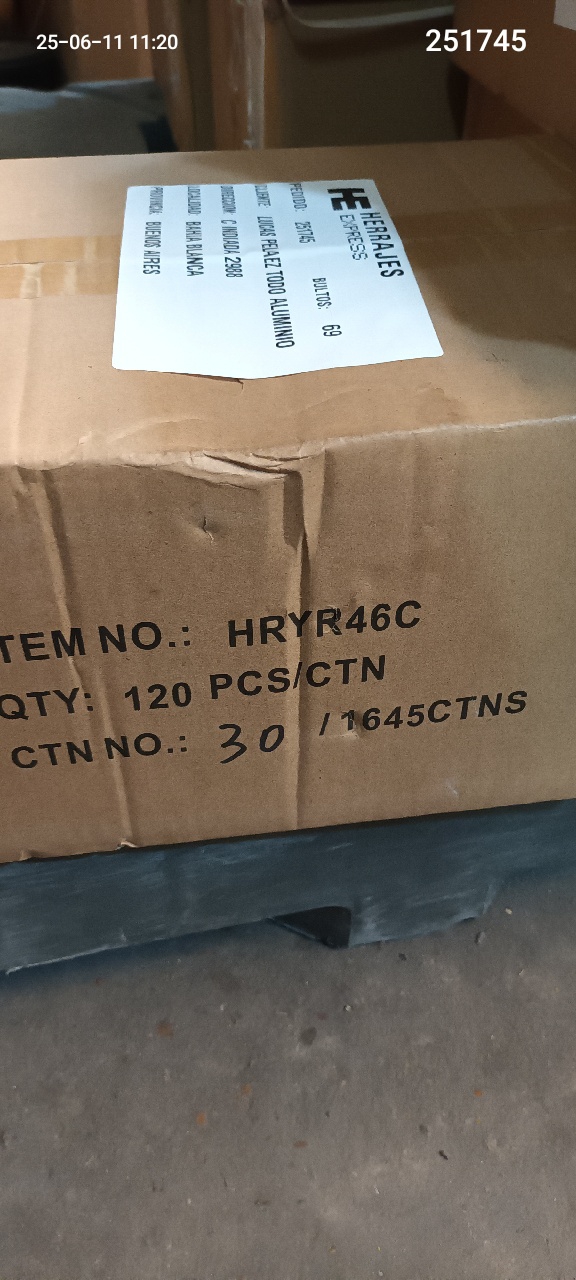 25-06-11 11:20
251745
HERRAJES
EXPRESS
PEDIDO: 251745 BULTOS: 69
CLIENTE: LUCAS PELAEZ TODO ALUMINIO
DIRECCION: C INDIADA 2988
LOCALIDAD: BAHIA BLANCA
PROVINCIA: BUENOS AIRES
TEM NO.: HRYR46C
QTY: 120 PCS/CTN
CTN NO.: 30 /1645CTNS